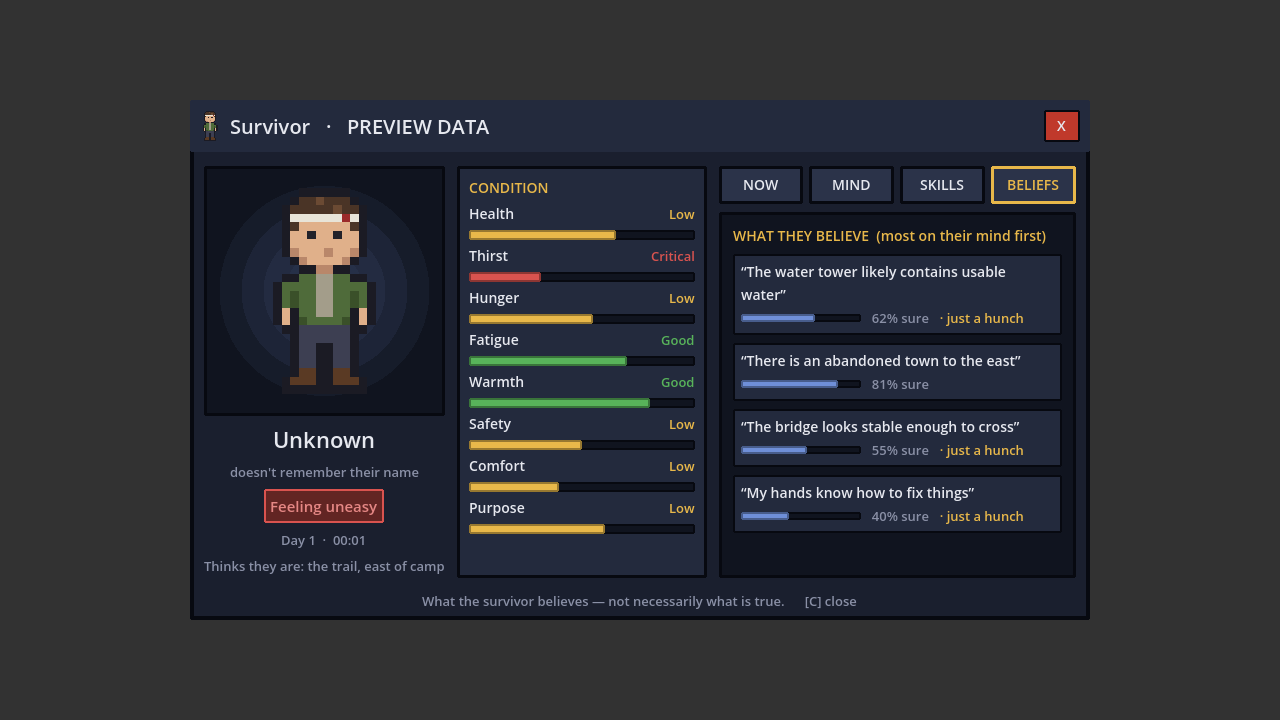 Survivor · PREVIEW DATA
X
Unknown
doesn't remember their name
Feeling uneasy
Day 1 · 00:01
Thinks they are: the trail, east of camp
CONDITION
Health Low
Thirst Critical
Hunger Low
Fatigue Good
Warmth Good
Safety Low
Comfort Low
Purpose Low
NOW MIND SKILLS BELIEFS
WHAT THEY BELIEVE (most on their mind first)
“The water tower likely contains usable
water”
62% sure · just a hunch
“There is an abandoned town to the east”
81% sure
“The bridge looks stable enough to cross”
55% sure · just a hunch
“My hands know how to fix things”
40% sure · just a hunch
What the survivor believes — not necessarily what is true. [C] close